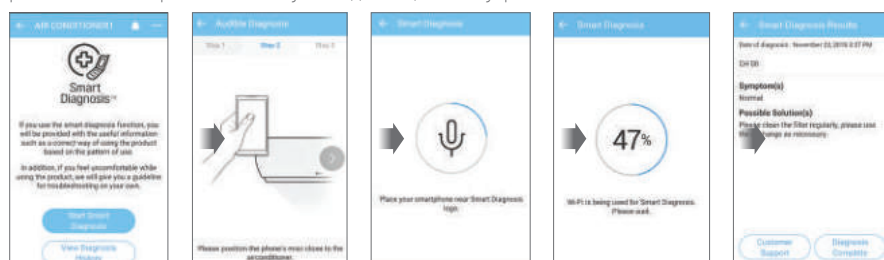 AIR CONDITIONER1
Smart
Diagnosis™
If you use the smart diagnosis function, you
will be provided with the useful information
such as a correct way of using the product
based on the pattern of use.
In addition, if you feel uncomfortable while
using the product, we will give you a guideline
for troubleshooting on your own.
Start Smart
Diagnosis
View Diagnosis
History
Audible Diagnosis
Step 1
Step 2
Step 3
Please position the phone's mic close to the
air conditioner.
Smart Diagnosis
Place your smartphone near Smart Diagnosis
logo.
Smart Diagnosis
47%
Wi-Fi is being used for Smart Diagnosis.
Please wait.
Smart Diagnosis Results
Date of diagnosis : November 23, 2016 2:37 PM
CH 00
Symptom(s)
Normal
Possible Solution(s)
Please clean the filter regularly, please use
change as necessary.
Customer
Support
Diagnosis
Complete